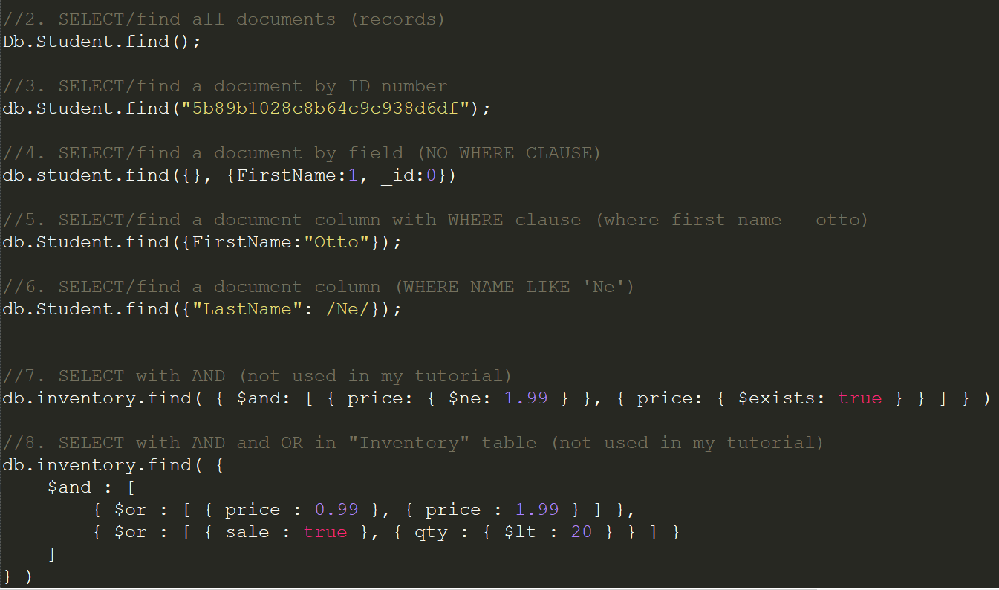 //2. SELECT/find all documents (records)
Db.Student.find();
//3. SELECT/find a document by ID number
db.Student.find("5b89b1028c8b64c9c938d6df");
//4. SELECT/find a document by field (NO WHERE CLAUSE)
db.student.find({}, {FirstName:1, _id:0})
//5. SELECT/find a document column with WHERE clause (where first name = otto)
db.Student.find({FirstName:"Otto"});
//6. SELECT/find a document column (WHERE NAME LIKE 'Ne')
db.Student.find({"LastName": /Ne/});
//7. SELECT with AND (not used in my tutorial)
db.inventory.find( { $and: [ { price: { $ne: 1.99 } }, { price: { $exists: true } } ] } )
//8. SELECT with AND and OR in "Inventory" table (not used in my tutorial)
db.inventory.find( {
    $and : [
        { $or : [ { price : 0.99 }, { price : 1.99 } ] },
        { $or : [ { sale : true }, { qty : { $lt : 20 } } ] }
    ]
} )